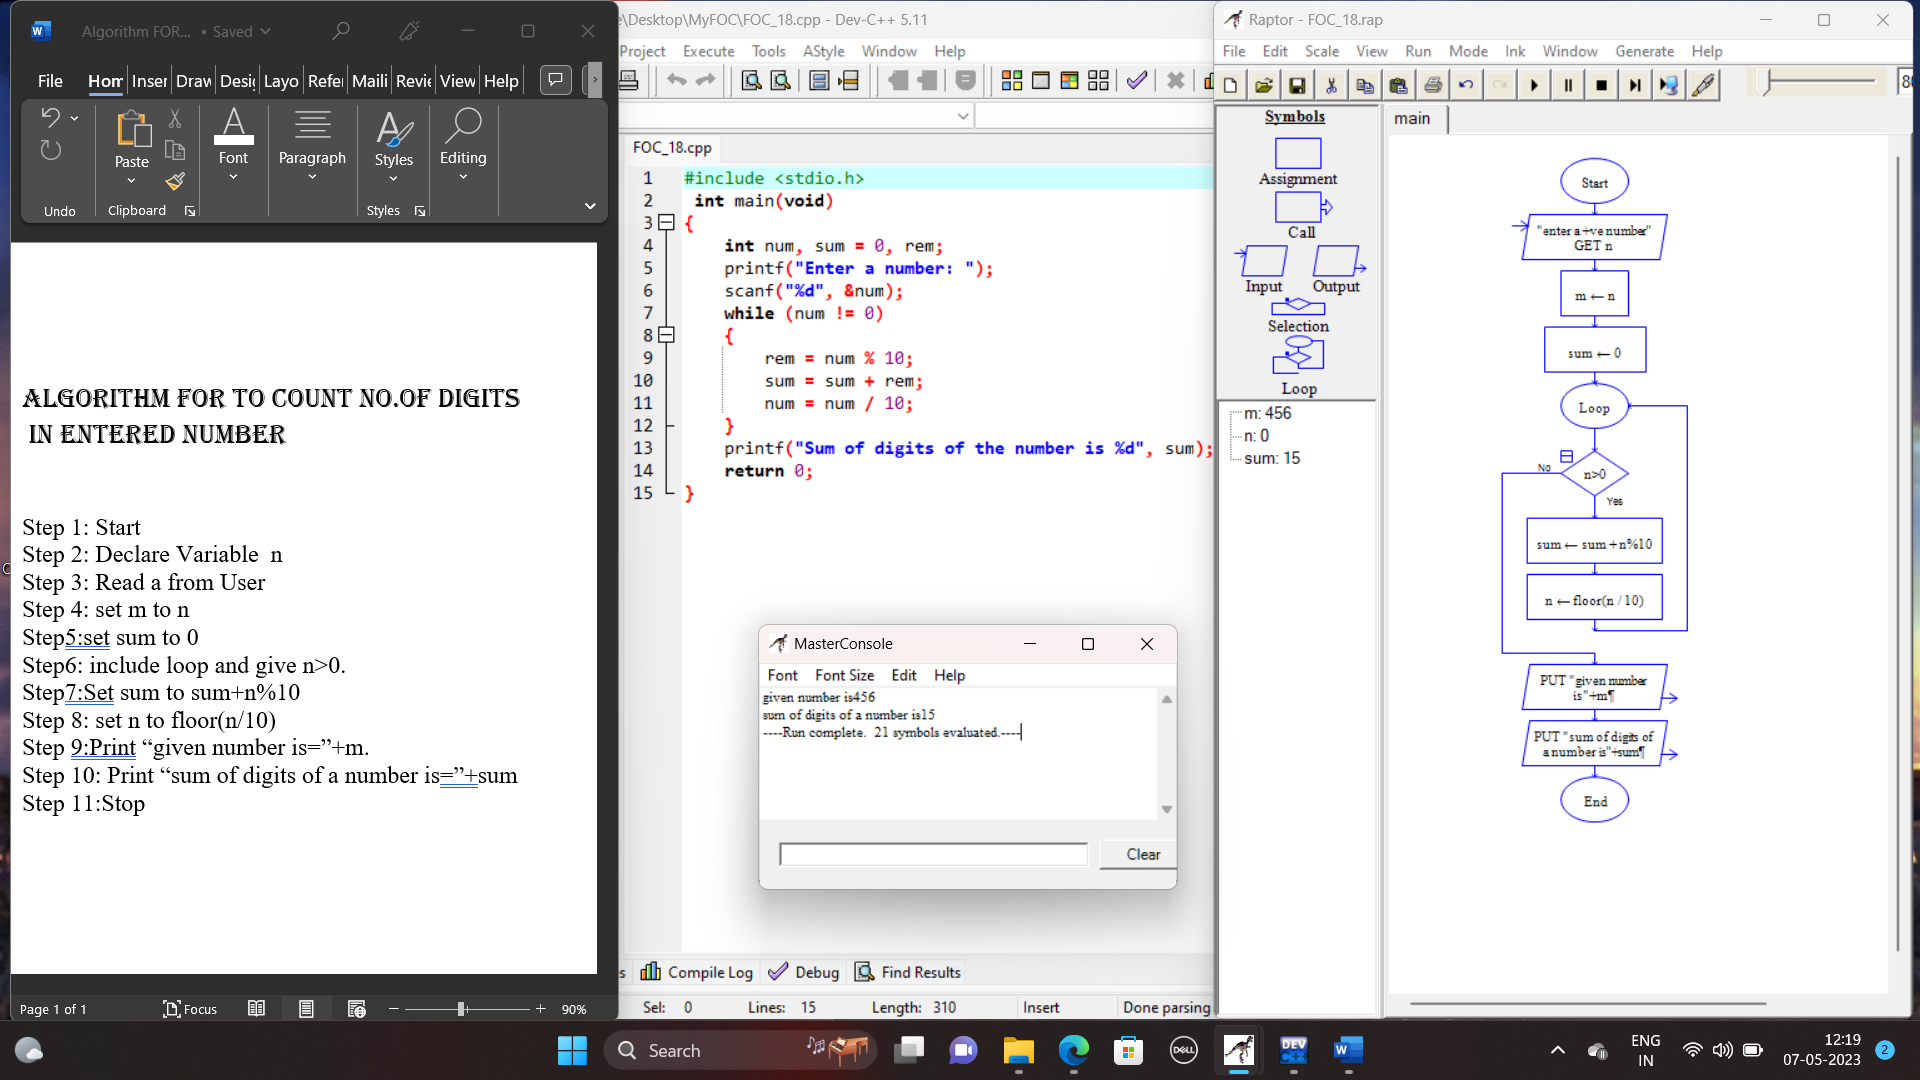 Algorithm FOR... • Saved
File Hom Inser Draw Desig Layo Refer Maili Revie View Help
Paste
Font
Paragraph
Styles
Editing
Undo
Clipboard
Styles
ALGORITHM FOR TO COUNT NO.OF DIGITS
IN ENTERED NUMBER
Step 1: Start
Step 2: Declare Variable n
Step 3: Read a from User
Step 4: set m to n
Step5:set sum to 0
Step6: include loop and give n>0.
Step7:Set sum to sum+n%10
Step 8: set n to floor(n/10)
Step 9:Print “given number is=”+m.
Step 10: Print “sum of digits of a number is=”+sum
Step 11:Stop
Page 1 of 1
Focus
90%
\Desktop\MyFOC\FOC_18.cpp - Dev-C++ 5.11
Project Execute Tools AStyle Window Help
FOC_18.cpp
1 #include <stdio.h>
2 int main(void)
3 {
4 int num, sum = 0, rem;
5 printf("Enter a number: ");
6 scanf("%d", &num);
7 while (num != 0)
8 {
9 rem = num % 10;
10 sum = sum + rem;
11 num = num / 10;
12 }
13 printf("Sum of digits of the number is %d", sum);
14 return 0;
15 }
MasterConsole
Font Font Size Edit Help
given number is456
sum of digits of a number is15
----Run complete. 21 symbols evaluated.----
Clear
Compile Log Debug Find Results
Sel: 0 Lines: 15 Length: 310 Insert Done parsing
Raptor - FOC_18.rap
File Edit Scale View Run Mode Ink Window Generate Help
Symbols
Assignment
Call
Input Output
Selection
Loop
m: 456
n: 0
sum: 15
main
Start
"enter a +ve number"
GET n
m ← n
sum ← 0
Loop
No
n>0
Yes
sum ← sum +n%10
n ← floor(n / 10)
PUT "given number
is"+m¶
PUT "sum of digits of
a number is"+sum¶
End
Search
DELL
DEV
C++
W
ENG
IN
12:19
07-05-2023
2